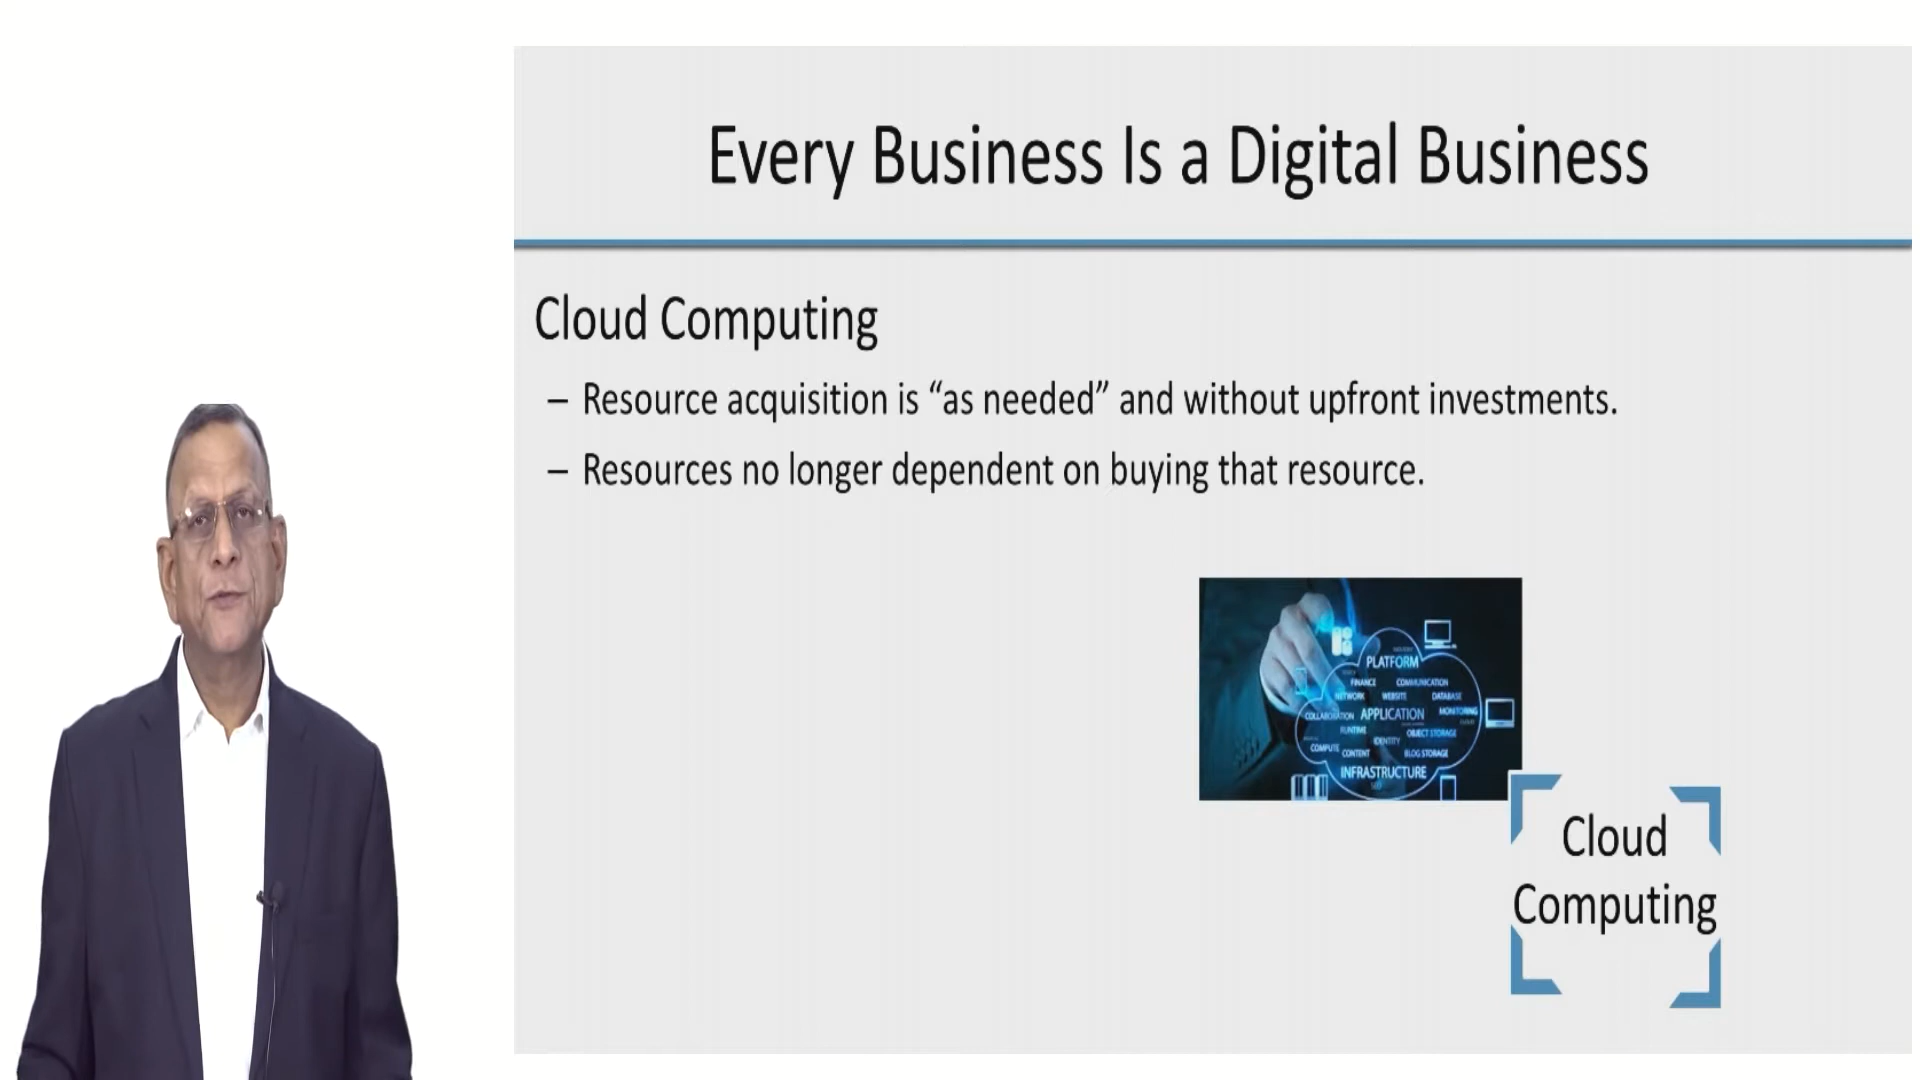 Every Business Is a Digital Business
Cloud Computing
– Resource acquisition is “as needed” and without upfront investments.
– Resources no longer dependent on buying that resource.
PLATFORM
FINANCE COMMUNICATION
NETWORK WEBSITE DATABASE
COLLABORATION APPLICATION MONITORING
RUNTIME OBJECT STORAGE
IDENTITY
COMPUTE CONTENT BLOG STORAGE
INFRASTRUCTURE
Cloud
Computing